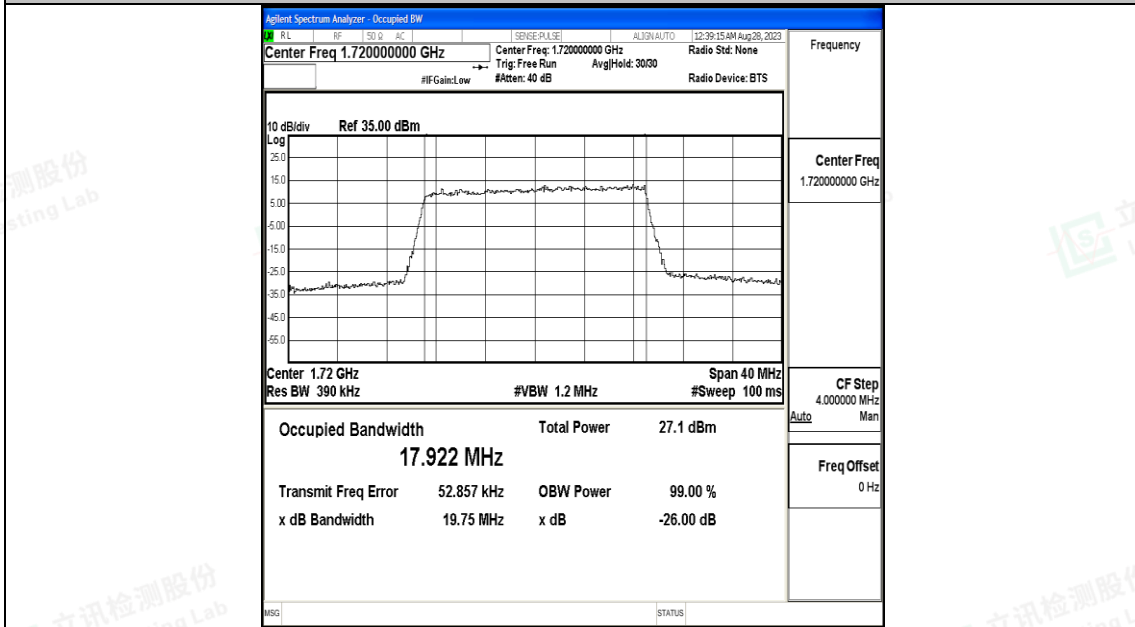 Agilent Spectrum Analyzer - Occupied BW
RL RF 50 Ω AC SENSE:PULSE ALIGN AUTO 12:39:15 AM Aug 28, 2023
Center Freq 1.720000000 GHz
Center Freq: 1.720000000 GHz Radio Std: None
Trig: Free Run Avg|Hold: 30/30
#IFGain:Low #Atten: 40 dB Radio Device: BTS
Frequency
10 dB/div Ref 35.00 dBm
Log
25.0
15.0
5.00
-5.00
-15.0
-25.0
-35.0
-45.0
-55.0
Center 1.72 GHz Span 40 MHz
Res BW 390 kHz #VBW 1.2 MHz #Sweep 100 ms
Center Freq
1.720000000 GHz
CF Step
4.000000 MHz
Auto Man
Freq Offset
0 Hz
Occupied Bandwidth Total Power 27.1 dBm
17.922 MHz
Transmit Freq Error 52.857 kHz OBW Power 99.00 %
x dB Bandwidth 19.75 MHz x dB -26.00 dB
MSG STATUS
测股份
sting Lab
立讯检测股份
ng Lab
立讯检测股份